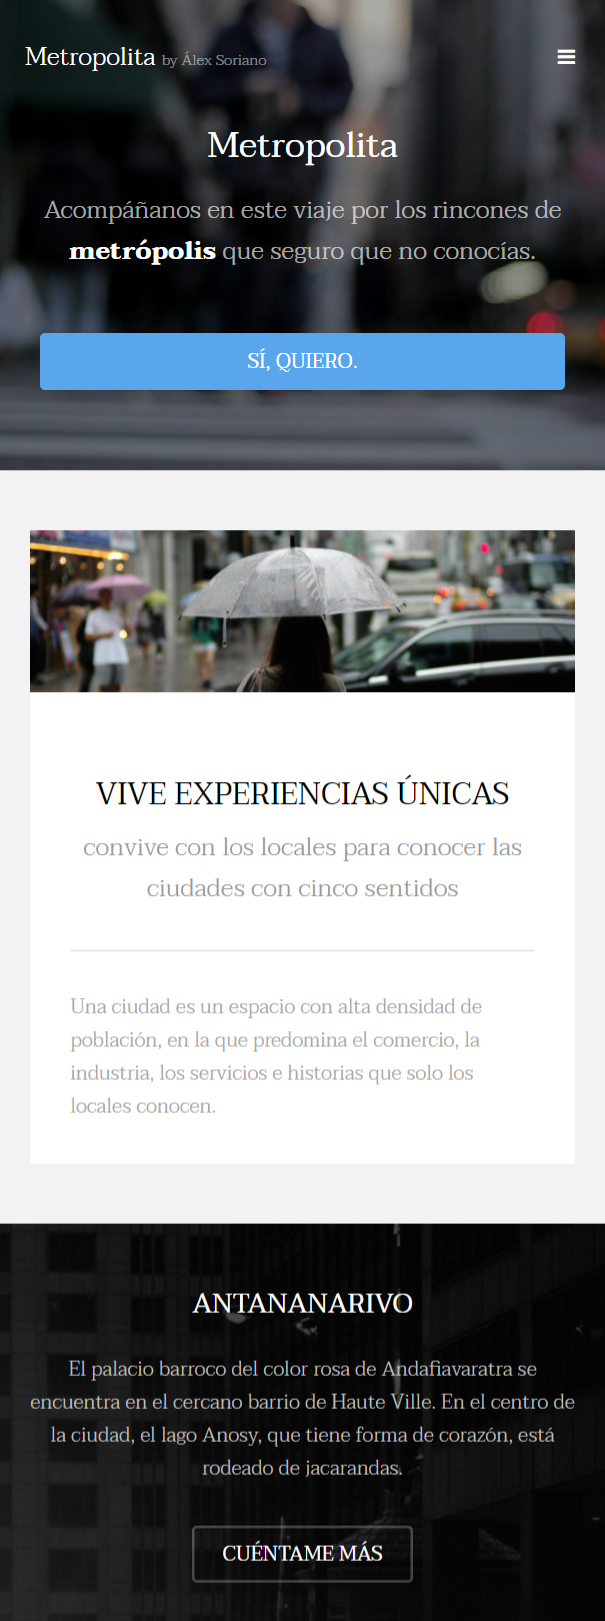 Metropolita by Álex Soriano
Metropolita
Acompáñanos en este viaje por los rincones de
metrópolis que seguro que no conocías.
SÍ, QUIERO.
VIVE EXPERIENCIAS ÚNICAS
convive con los locales para conocer las
ciudades con cinco sentidos
Una ciudad es un espacio con alta densidad de
población, en la que predomina el comercio, la
industria, los servicios e historias que solo los
locales conocen.
ANTANANARIVO
El palacio barroco del color rosa de Andafiavaratra se
encuentra en el cercano barrio de Haute Ville. En el centro de
la ciudad, el lago Anosy, que tiene forma de corazón, está
rodeado de jacarandas.
CUÉNTAME MÁS